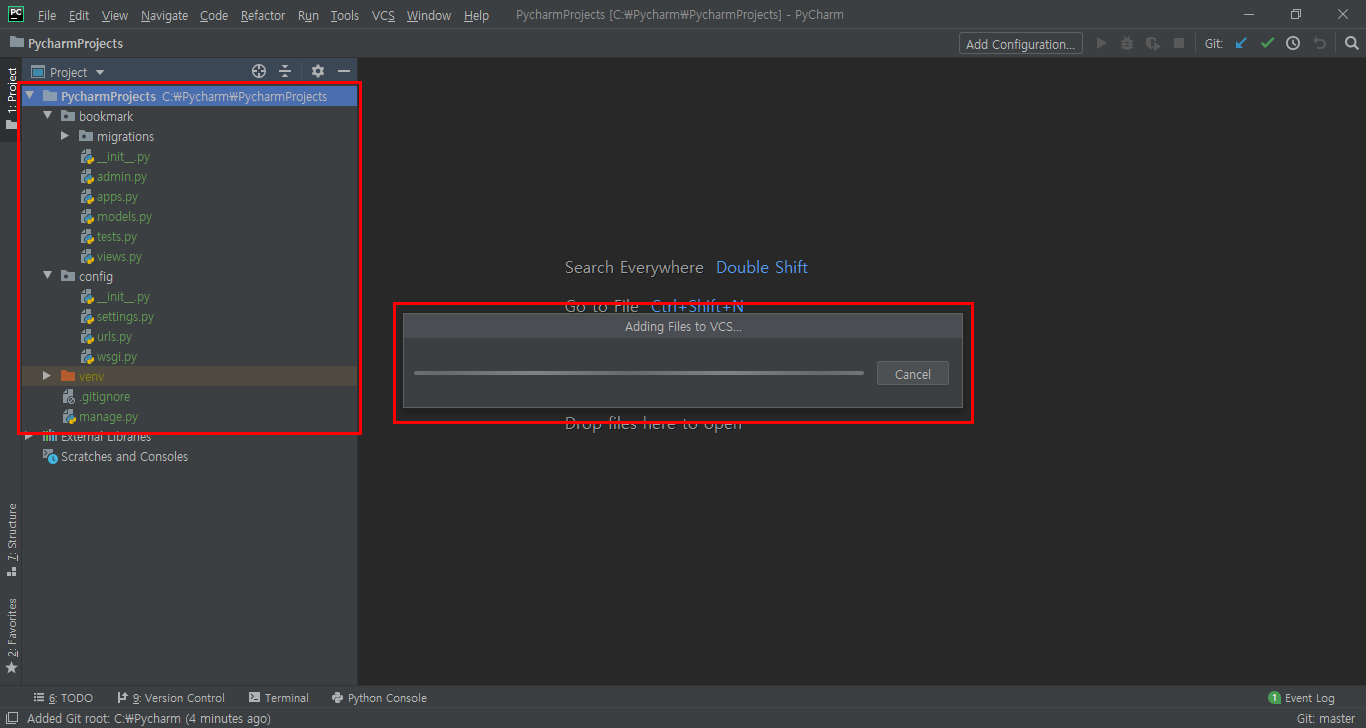 PC File Edit View Navigate Code Refactor Run Tools VCS Window Help PycharmProjects [C:₩Pycharm₩PycharmProjects] - PyCharm
PycharmProjects Add Configuration... Git:
1: Project
Project
PycharmProjects C:₩Pycharm₩PycharmProjects
bookmark
migrations
__init__.py
admin.py
apps.py
models.py
tests.py
views.py
config
__init__.py
settings.py
urls.py
wsgi.py
venv
.gitignore
manage.py
External Libraries
Scratches and Consoles
Search Everywhere Double Shift
Go to File Ctrl+Shift+N
Adding Files to VCS...
Cancel
Drop files here to open
7: Structure
2: Favorites
6: TODO 9: Version Control Terminal Python Console 1 Event Log
Added Git root: C:₩Pycharm (4 minutes ago) Git: master